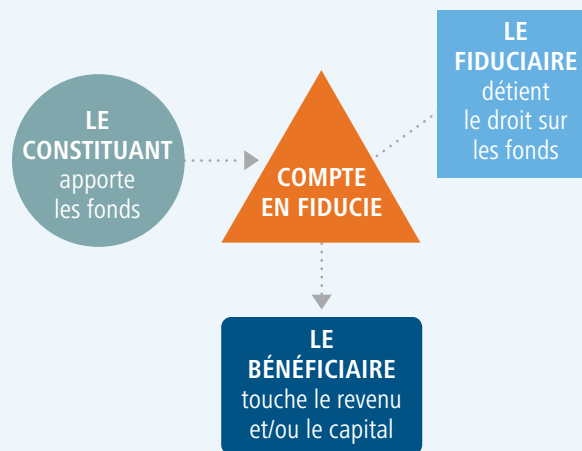 LE
CONSTITUANT
apporte
les fonds
COMPTE
EN FIDUCIE
LE
FIDUCIAIRE
détient
le droit sur
les fonds
LE
BÉNÉFICIAIRE
touche le revenu
et/ou le capital